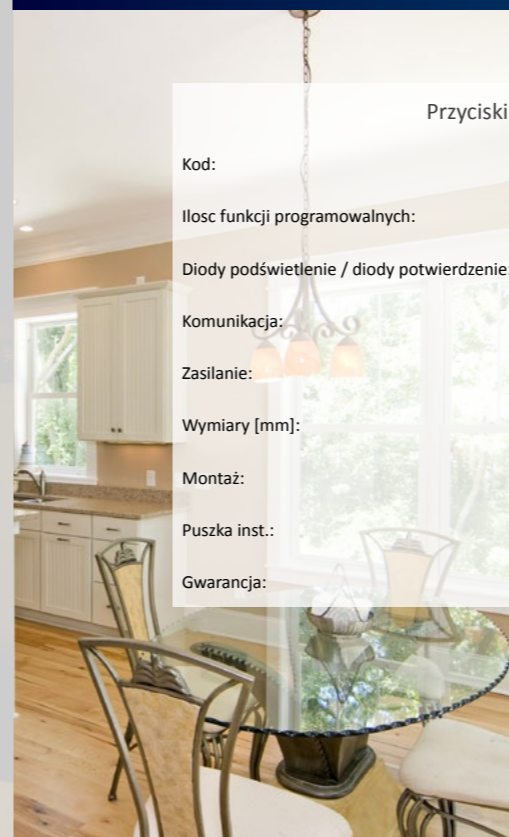 Przyciski
Kod:
Ilosc funkcji programowalnych:
Diody podświetlenie / diody potwierdzenie:
Komunikacja:
Zasilanie:
Wymiary [mm]:
Montaż:
Puszka inst.:
Gwarancja: